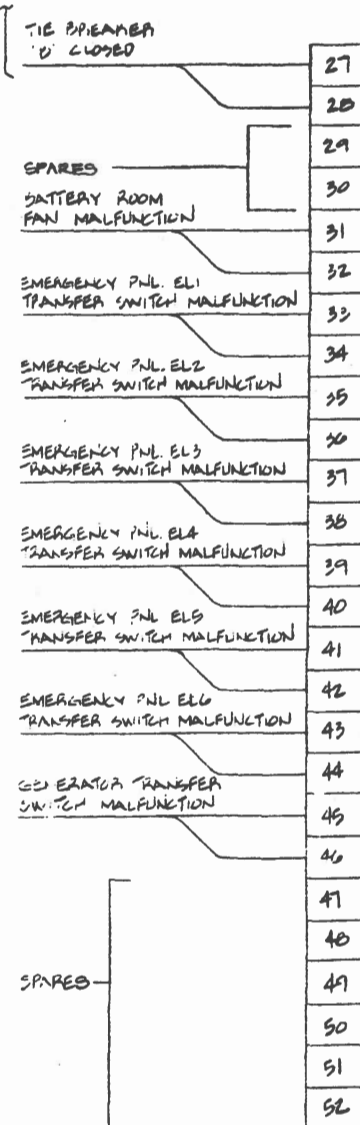 TIE BREAKER
'B' CLOSED
27
28
29
SPARES
30
BATTERY ROOM
FAN MALFUNCTION
31
32
EMERGENCY PNL. EL1
TRANSFER SWITCH MALFUNCTION
33
34
EMERGENCY PNL. EL2
TRANSFER SWITCH MALFUNCTION
35
36
EMERGENCY PNL. EL3
TRANSFER SWITCH MALFUNCTION
37
38
EMERGENCY PNL. EL4
TRANSFER SWITCH MALFUNCTION
39
40
EMERGENCY PNL EL5
TRANSFER SWITCH MALFUNCTION
41
42
EMERGENCY PNL EL6
TRANSFER SWITCH MALFUNCTION
43
44
GENERATOR TRANSFER
SWITCH MALFUNCTION
45
46
47
48
SPARES
49
50
51
52